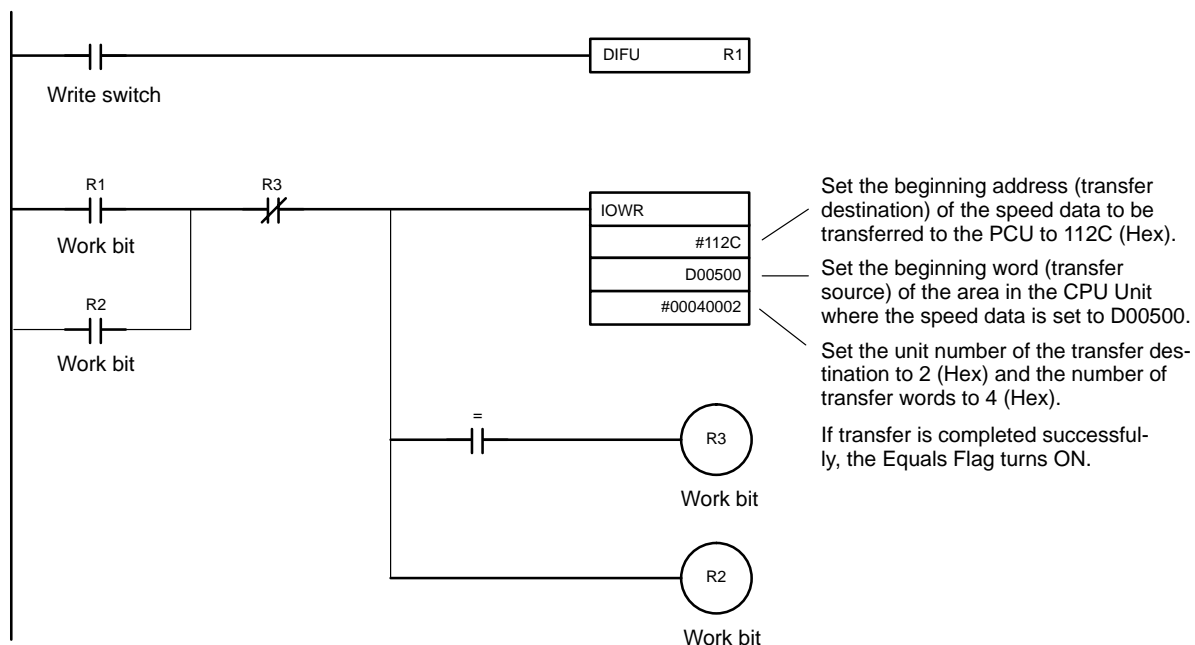 DIFU R1
Write switch
R1 R3
Work bit
IOWR
#112C
D00500
#00040002
R2
Work bit
Set the beginning address (transfer
destination) of the speed data to be
transferred to the PCU to 112C (Hex).
Set the beginning word (transfer
source) of the area in the CPU Unit
where the speed data is set to D00500.
Set the unit number of the transfer des-
tination to 2 (Hex) and the number of
transfer words to 4 (Hex).
If transfer is completed successful-
ly, the Equals Flag turns ON.
=
R3
Work bit
R2
Work bit